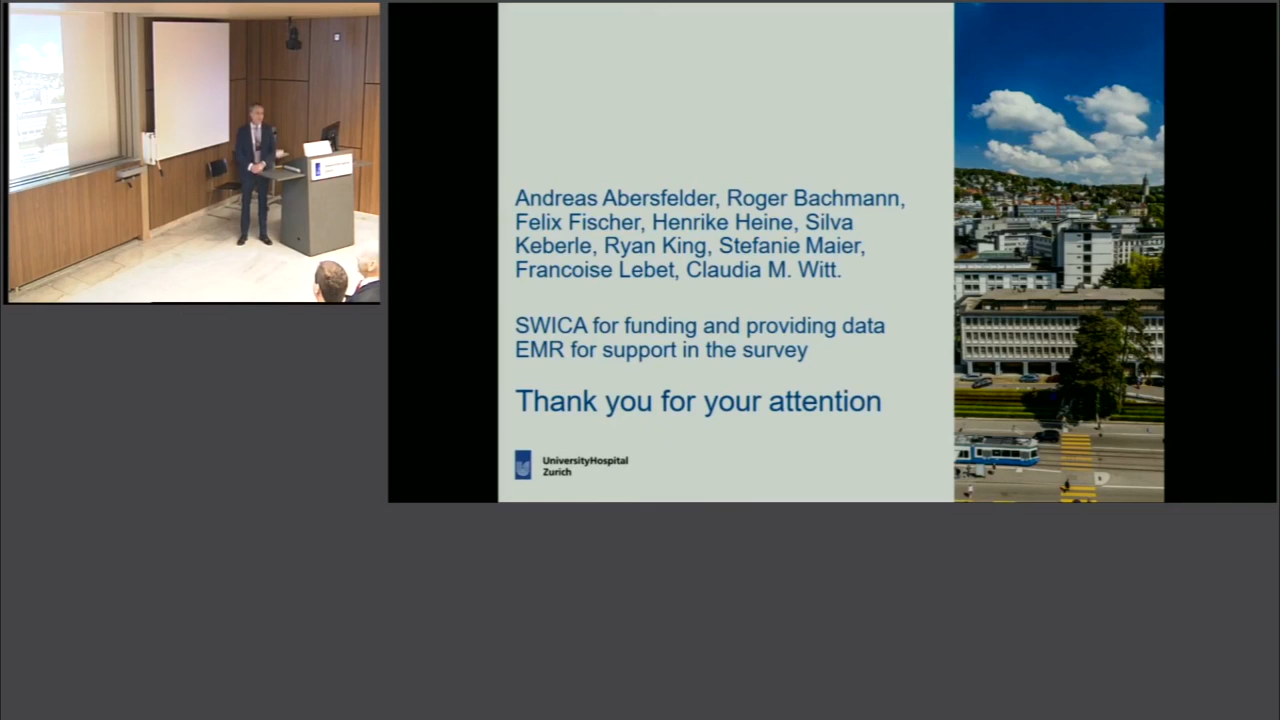 Andreas Abersfelder, Roger Bachmann,
Felix Fischer, Henrike Heine, Silva
Keberle, Ryan King, Stefanie Maier,
Francoise Lebet, Claudia M. Witt.
SWICA for funding and providing data
EMR for support in the survey
Thank you for your attention
UniversityHospital
Zurich